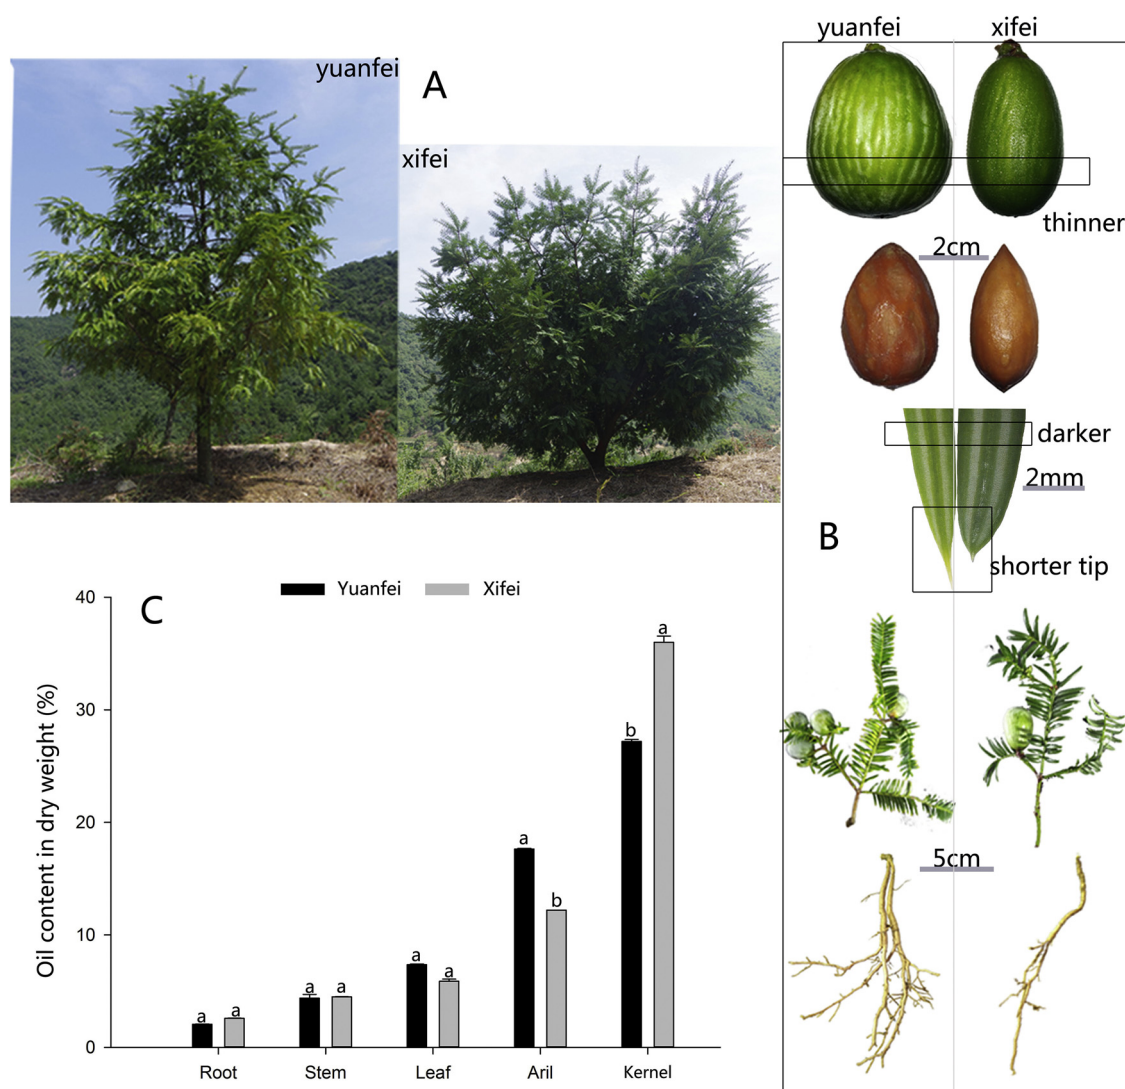 yuanfei
A
xifei
yuanfei
xifei
thinner
2cm
darker
2mm
B
shorter tip
5cm
C
Yuanfei
Xifei
Oil content in dry weight (%)
40
30
20
10
0
a
a
a
a
a
a
a
b
b
a
Root
Stem
Leaf
Aril
Kernel